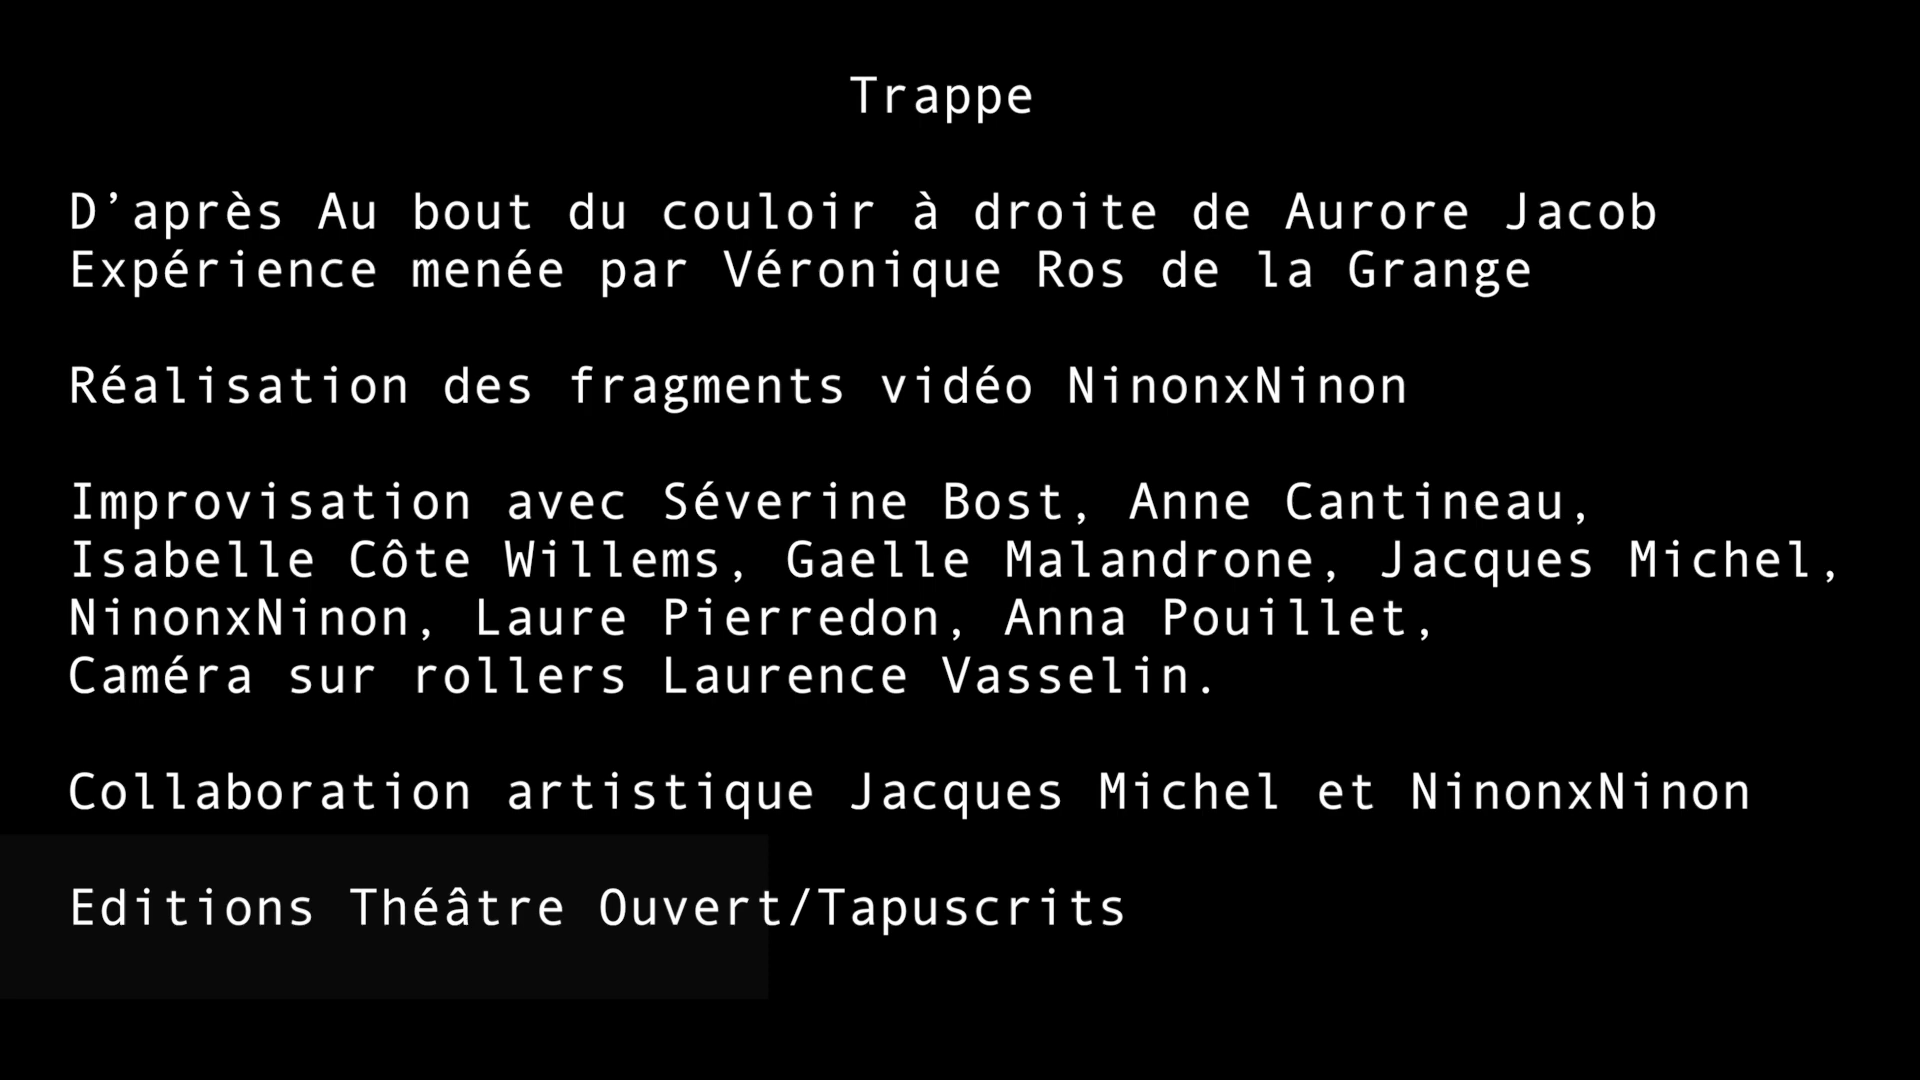 Trappe
D’après Au bout du couloir à droite de Aurore Jacob
Expérience menée par Véronique Ros de la Grange
Réalisation des fragments vidéo NinonxNinon
Improvisation avec Séverine Bost, Anne Cantineau,
Isabelle Côte Willems, Gaelle Malandrone, Jacques Michel,
NinonxNinon, Laure Pierredon, Anna Pouillet,
Caméra sur rollers Laurence Vasselin.
Collaboration artistique Jacques Michel et NinonxNinon
Editions Théâtre Ouvert/Tapuscrits